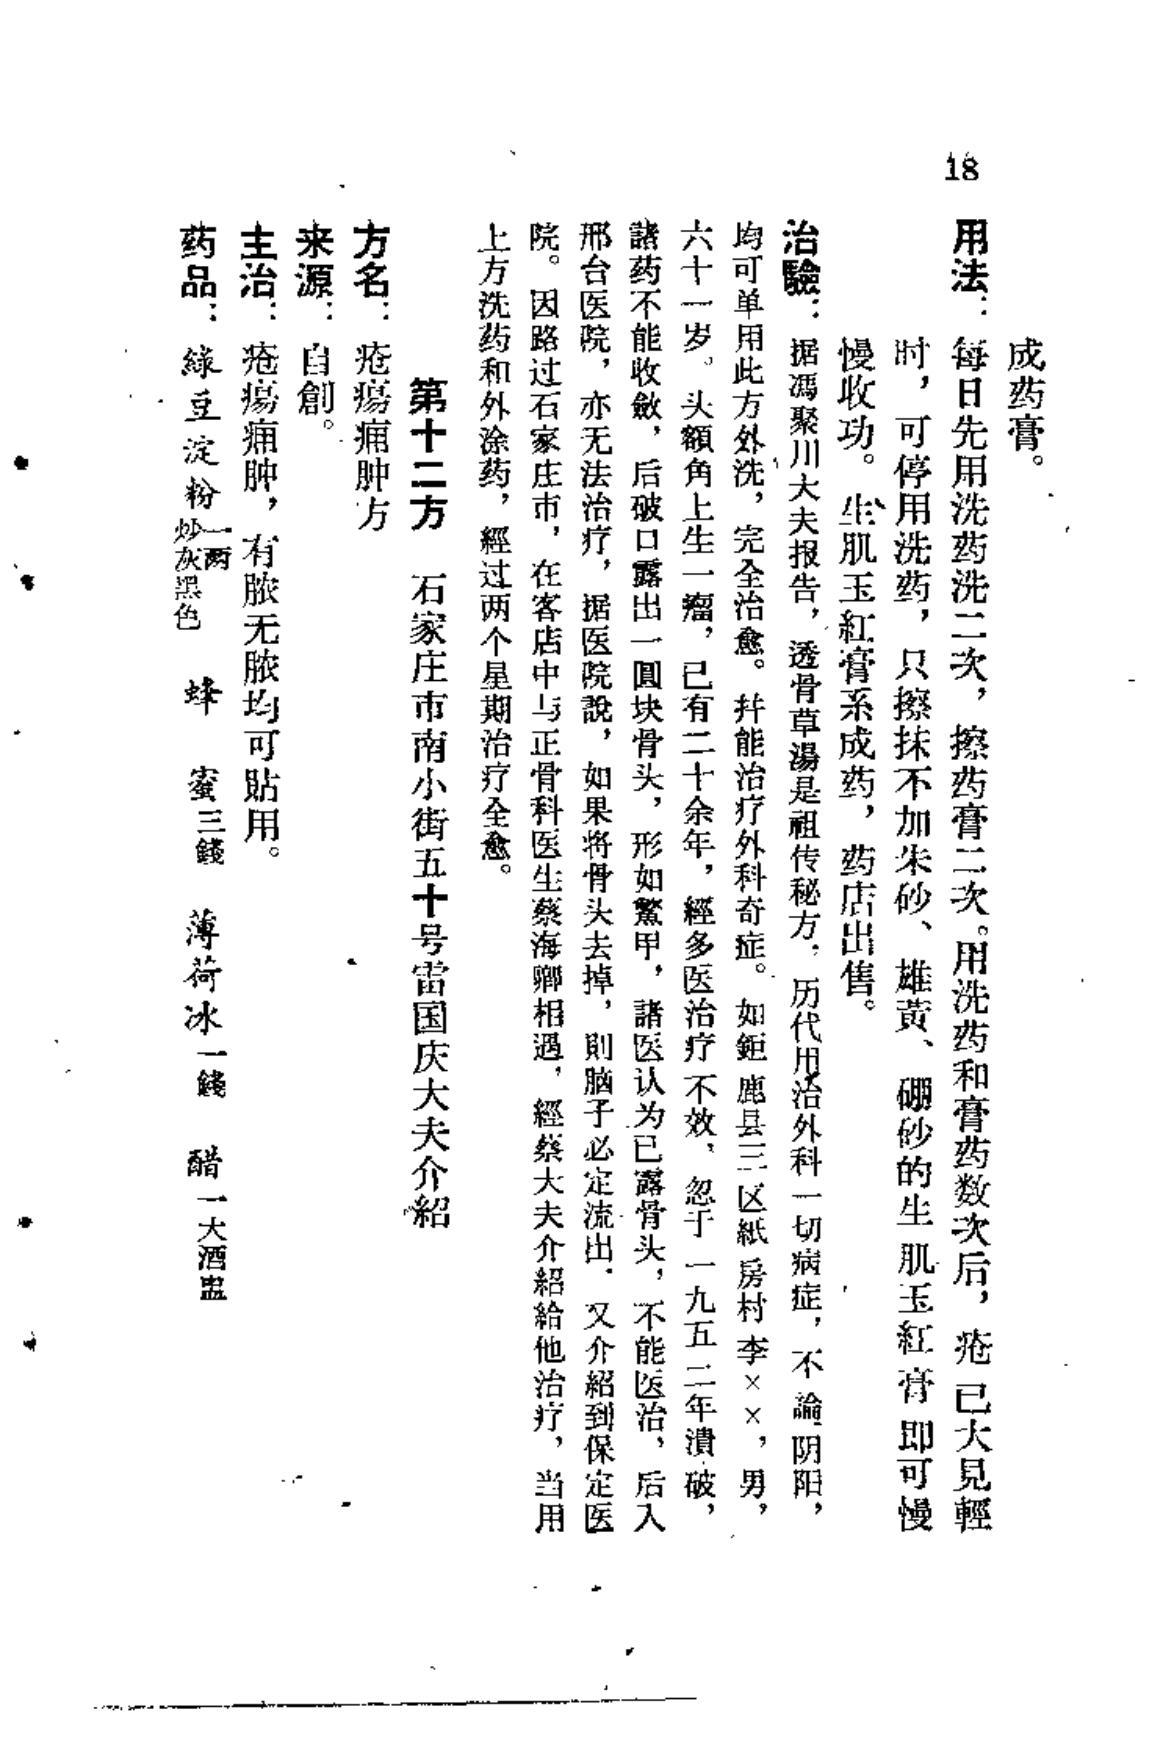 18
成药膏。
用法：每日先用洗药洗二次，擦药膏二次。用洗药和膏药数次后，疮已大見輕
时，可停用洗药，只擦抹不加朱砂、雄黃、硼砂的生肌玉紅膏即可慢
慢收功。生肌玉紅膏系成药，药店出售。
治驗：据馮聚川大夫报告，透骨草湯是祖传秘方，历代用治外科一切病症，不論阴阳，
均可单用此方外洗，完全治愈。幷能治疗外科奇症。如鉅鹿县三区紙房村李××，男，
六十一岁。头額角上生一瘤，已有二十余年，經多医治疗不效，忽于一九五二年潰破，
諸药不能收斂，后破口露出一圓块骨头，形如鱉甲，諸医认为已露骨头，不能医治，后入
邢台医院，亦无法治疗，据医院說，如果将骨头去掉，則脑子必定流出，又介紹到保定医
院。因路过石家庄市，在客店中与正骨科医生蔡海鄉相遇，經蔡大夫介紹給他治疗，当用
上方洗药和外涂药，經过两个星期治疗全愈。
第十二方　石家庄市南小街五十号雷国庆大夫介紹
方名：疮瘍痈肿方
来源：自創。
主治：疮瘍痈肿，有脓无脓均可貼用。
药品：綠豆淀粉一两炒灰黑色　蜂蜜三錢　薄荷冰一錢　醋一大酒盅